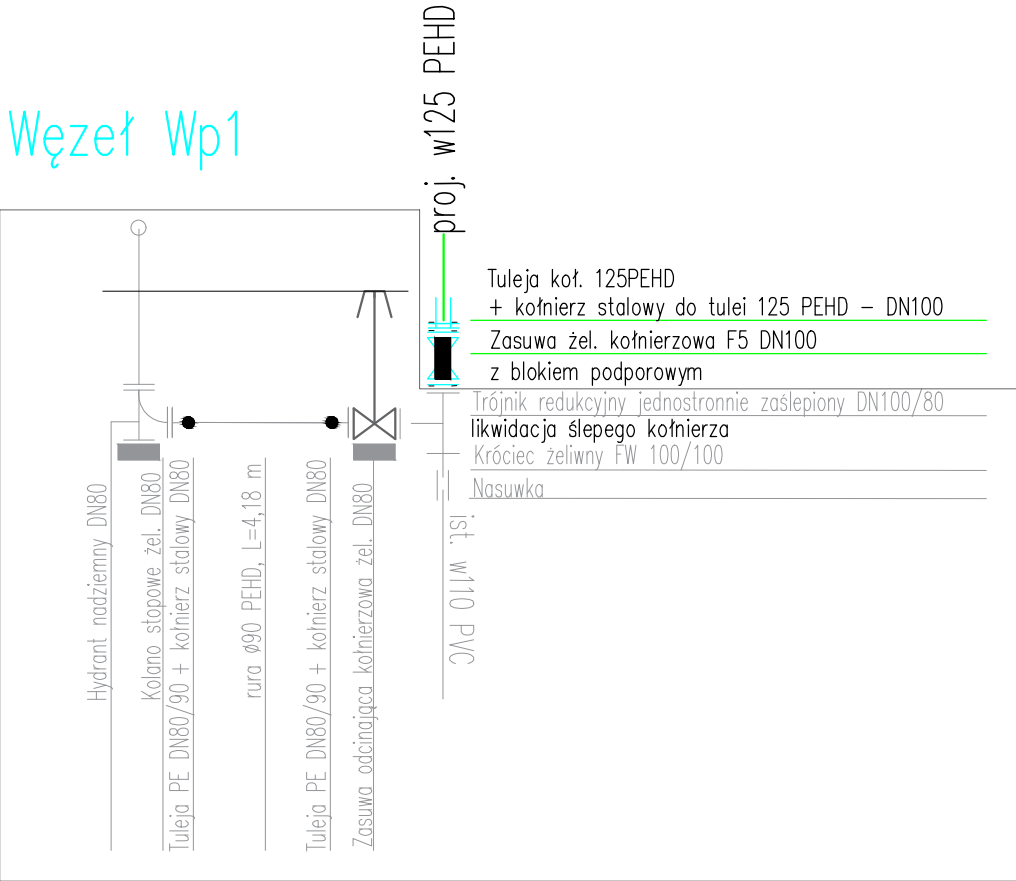 Węzeł Wp1
proj. w125 PEHD
Tuleja koł. 125PEHD
+ kołnierz stalowy do tulei 125 PEHD – DN100
Zasuwa żel. kołnierzowa F5 DN100
z blokiem podporowym
Trójnik redukcyjny jednostronnie zaślepiony DN100/80
likwidacja ślepego kołnierza
Króciec żeliwny FW 100/100
Nasuwka
ist. w110 PVC
Hydrant nadziemny DN80
Kolano stopowe żel. DN80
Tuleja PE DN80/90 + kołnierz stalowy DN80
rura ø90 PEHD, L=4,18 m
Tuleja PE DN80/90 + kołnierz stalowy DN80
Zasuwa odcinająca kołnierzowa żel. DN80